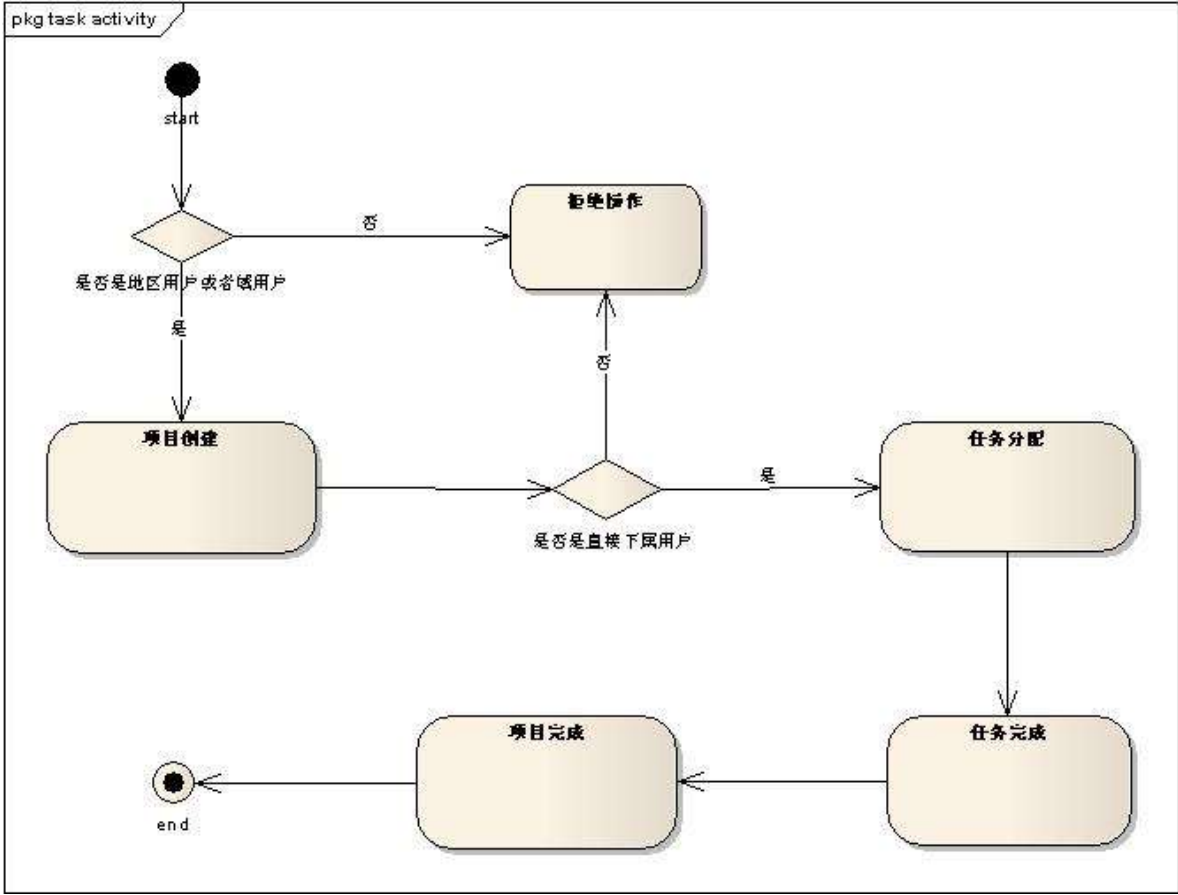 pkg task activity
start
拒绝操作
否
是否是地区用户或者域用户
是
否
项目创建
任务分配
是
是否是直接下属用户
项目完成
任务完成
end